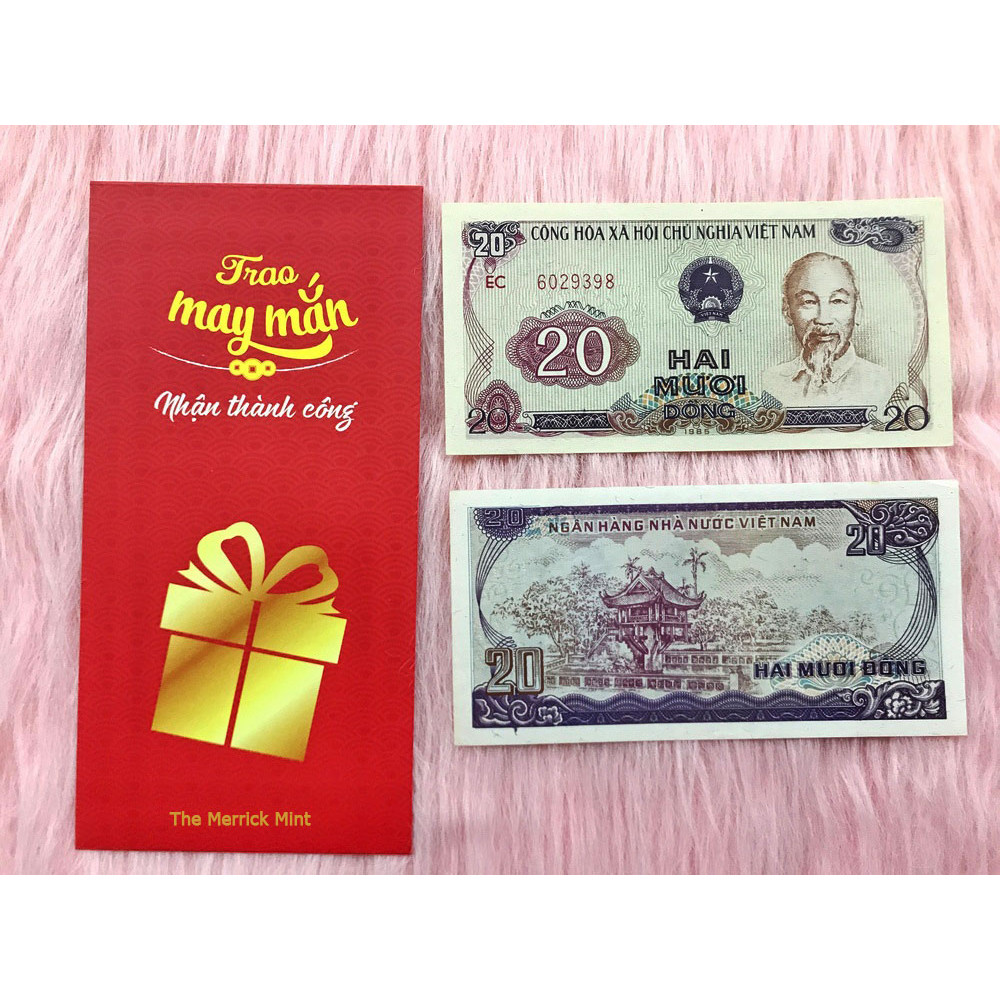 Trao
may mắn
Nhận thành công
The Merrick Mint
20 CỘNG HÒA XÃ HỘI CHỦ NGHĨA VIỆT NAM
EC 6029398
VIỆT NAM
20
HAI
MƯƠI
ĐỒNG
20 1985 20
20 NGÂN HÀNG NHÀ NƯỚC VIỆT NAM 20
20 HAI MƯƠI ĐỒNG